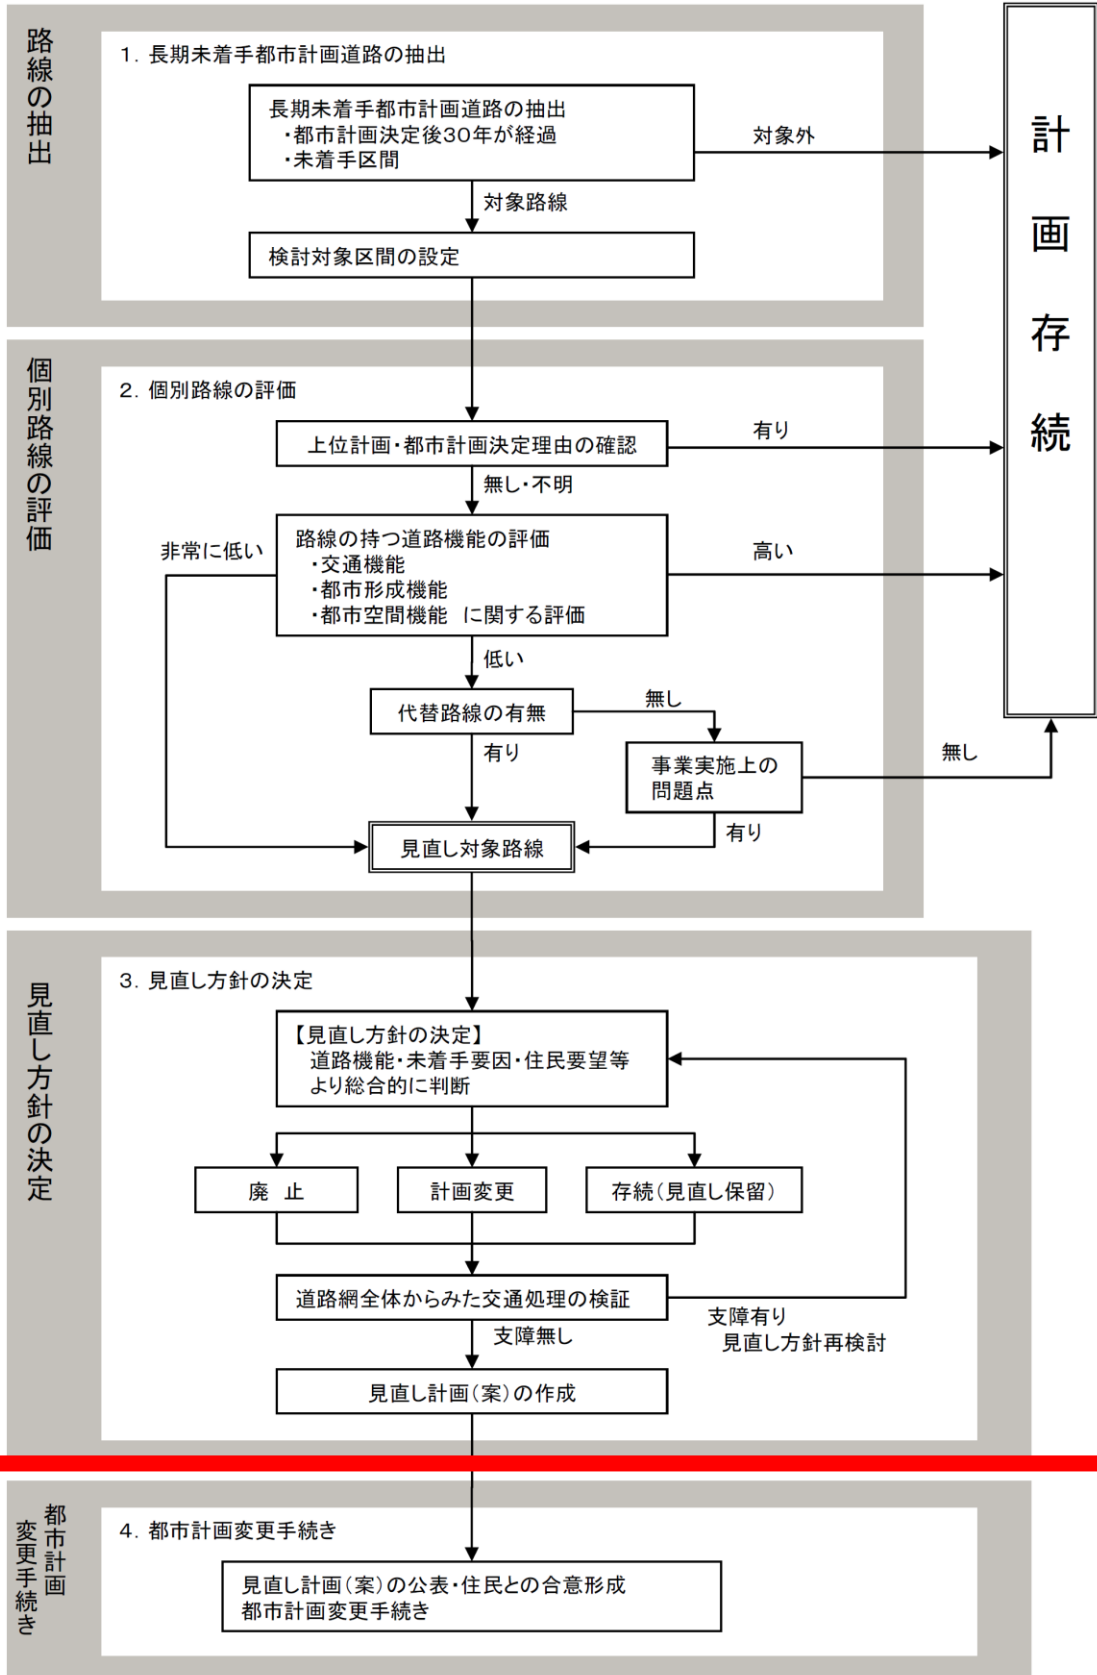 路線の抽出
1．長期未着手都市計画道路の抽出
長期未着手都市計画道路の抽出
・都市計画決定後30年が経過
・未着手区間
対象外
対象路線
検討対象区間の設定
計画存続
個別路線の評価
2．個別路線の評価
上位計画・都市計画決定理由の確認
有り
無し・不明
路線の持つ道路機能の評価
・交通機能
・都市形成機能
・都市空間機能　に関する評価
非常に低い
高い
低い
代替路線の有無
無し
有り
事業実施上の
問題点
無し
有り
見直し対象路線
見直し方針の決定
3．見直し方針の決定
【見直し方針の決定】
道路機能・未着手要因・住民要望等
より総合的に判断
廃　止
計画変更
存続（見直し保留）
道路網全体からみた交通処理の検証
支障有り
見直し方針再検討
支障無し
見直し計画（案）の作成
都市計画
変更手続き
4．都市計画変更手続き
見直し計画（案）の公表・住民との合意形成
都市計画変更手続き